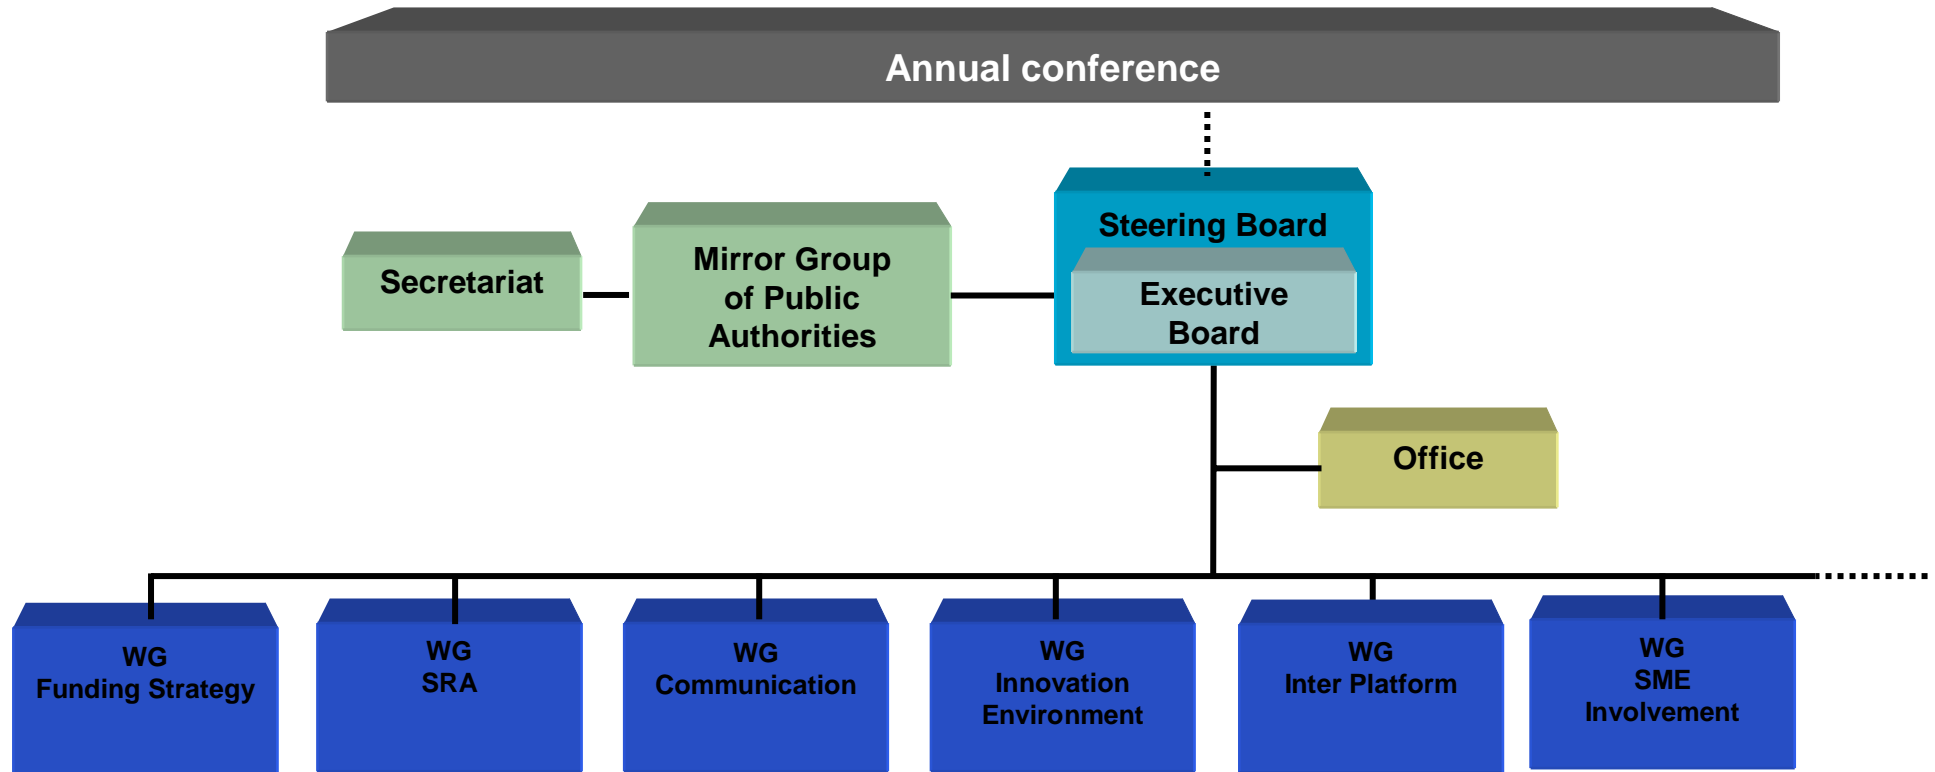 Annual conference
Steering Board
Executive
Board
Mirror Group
of Public
Authorities
Secretariat
Office
WG
Funding Strategy
WG
SRA
WG
Communication
WG
Innovation
Environment
WG
Inter Platform
WG
SME
Involvement